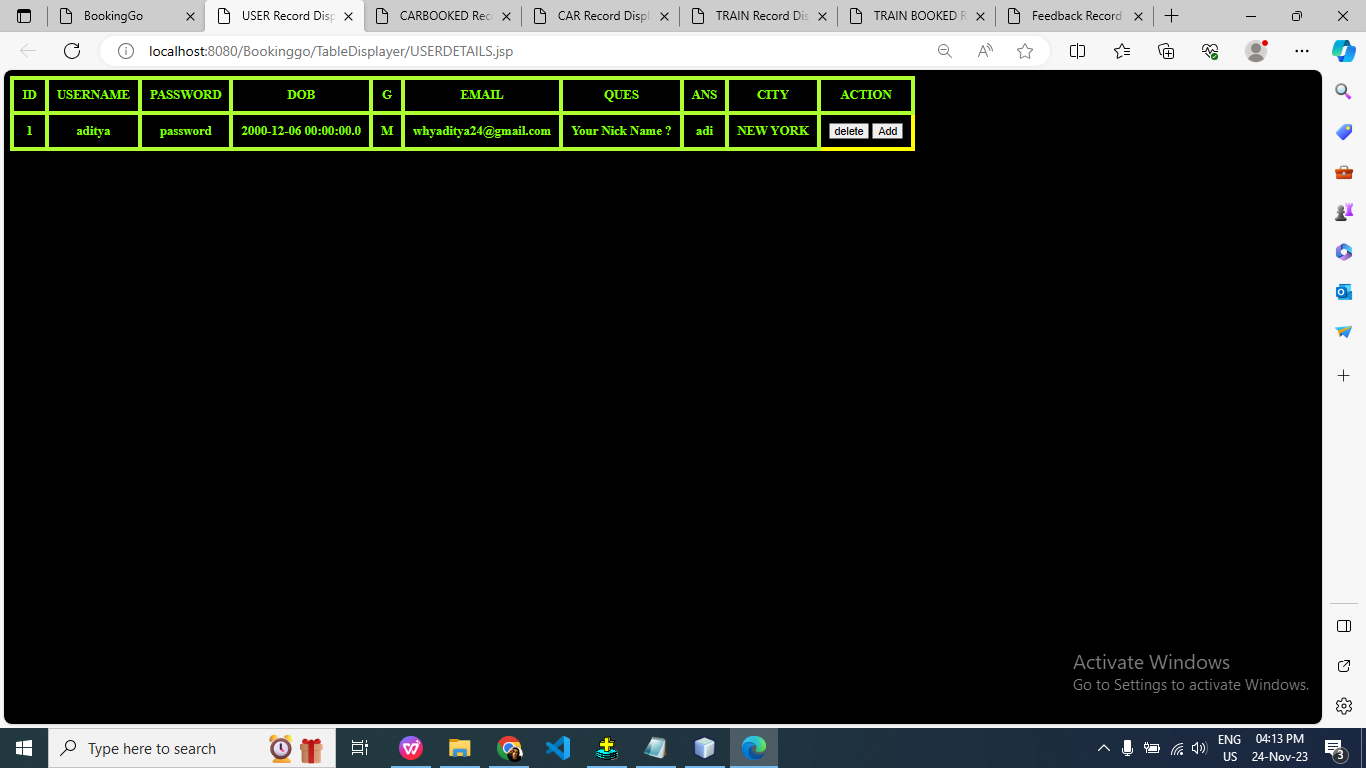 BookingGo
USER Record Disp
CARBOOKED Rec
CAR Record Displ
TRAIN Record Dis
TRAIN BOOKED R
Feedback Record
localhost:8080/Bookinggo/TableDisplayer/USERDETAILS.jsp
ID USERNAME PASSWORD DOB G EMAIL QUES ANS CITY ACTION
1 aditya password 2000-12-06 00:00:00.0 M whyaditya24@gmail.com Your Nick Name ? adi NEW YORK delete Add
Activate Windows
Go to Settings to activate Windows.
Type here to search
ENG
US
04:13 PM
24-Nov-23
3